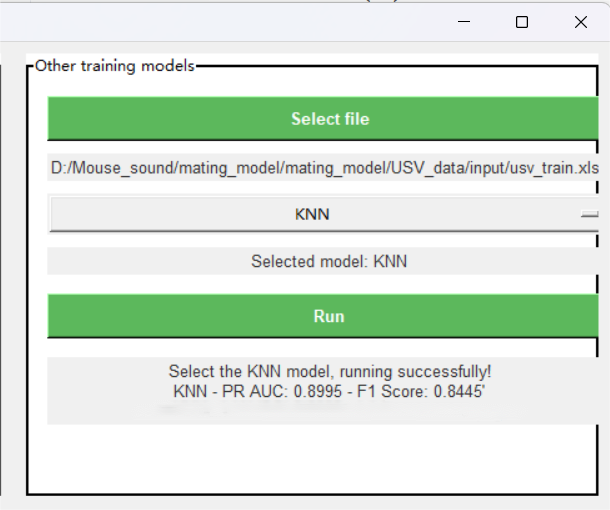 Other training models
Select file
D:/Mouse_sound/mating_model/mating_model/USV_data/input/usv_train.xls
KNN
Selected model: KNN
Run
Select the KNN model, running successfully!
KNN - PR AUC: 0.8995 - F1 Score: 0.8445'